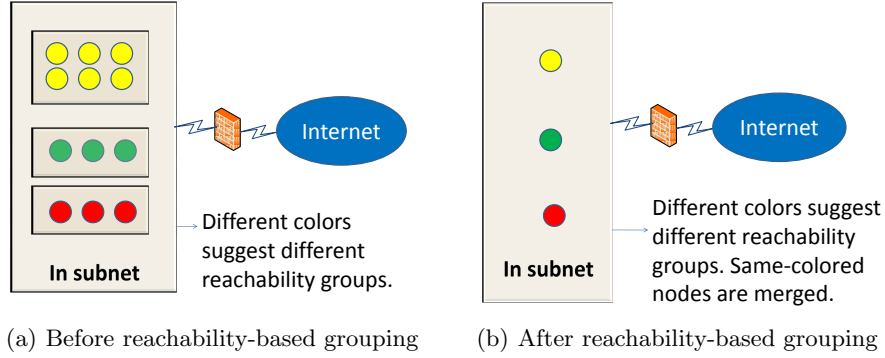 Internet
Different colors
suggest different
reachability groups.
In subnet
(a) Before reachability-based grouping
Internet
Different colors suggest
different reachability
groups. Same-colored
nodes are merged.
In subnet
(b) After reachability-based grouping